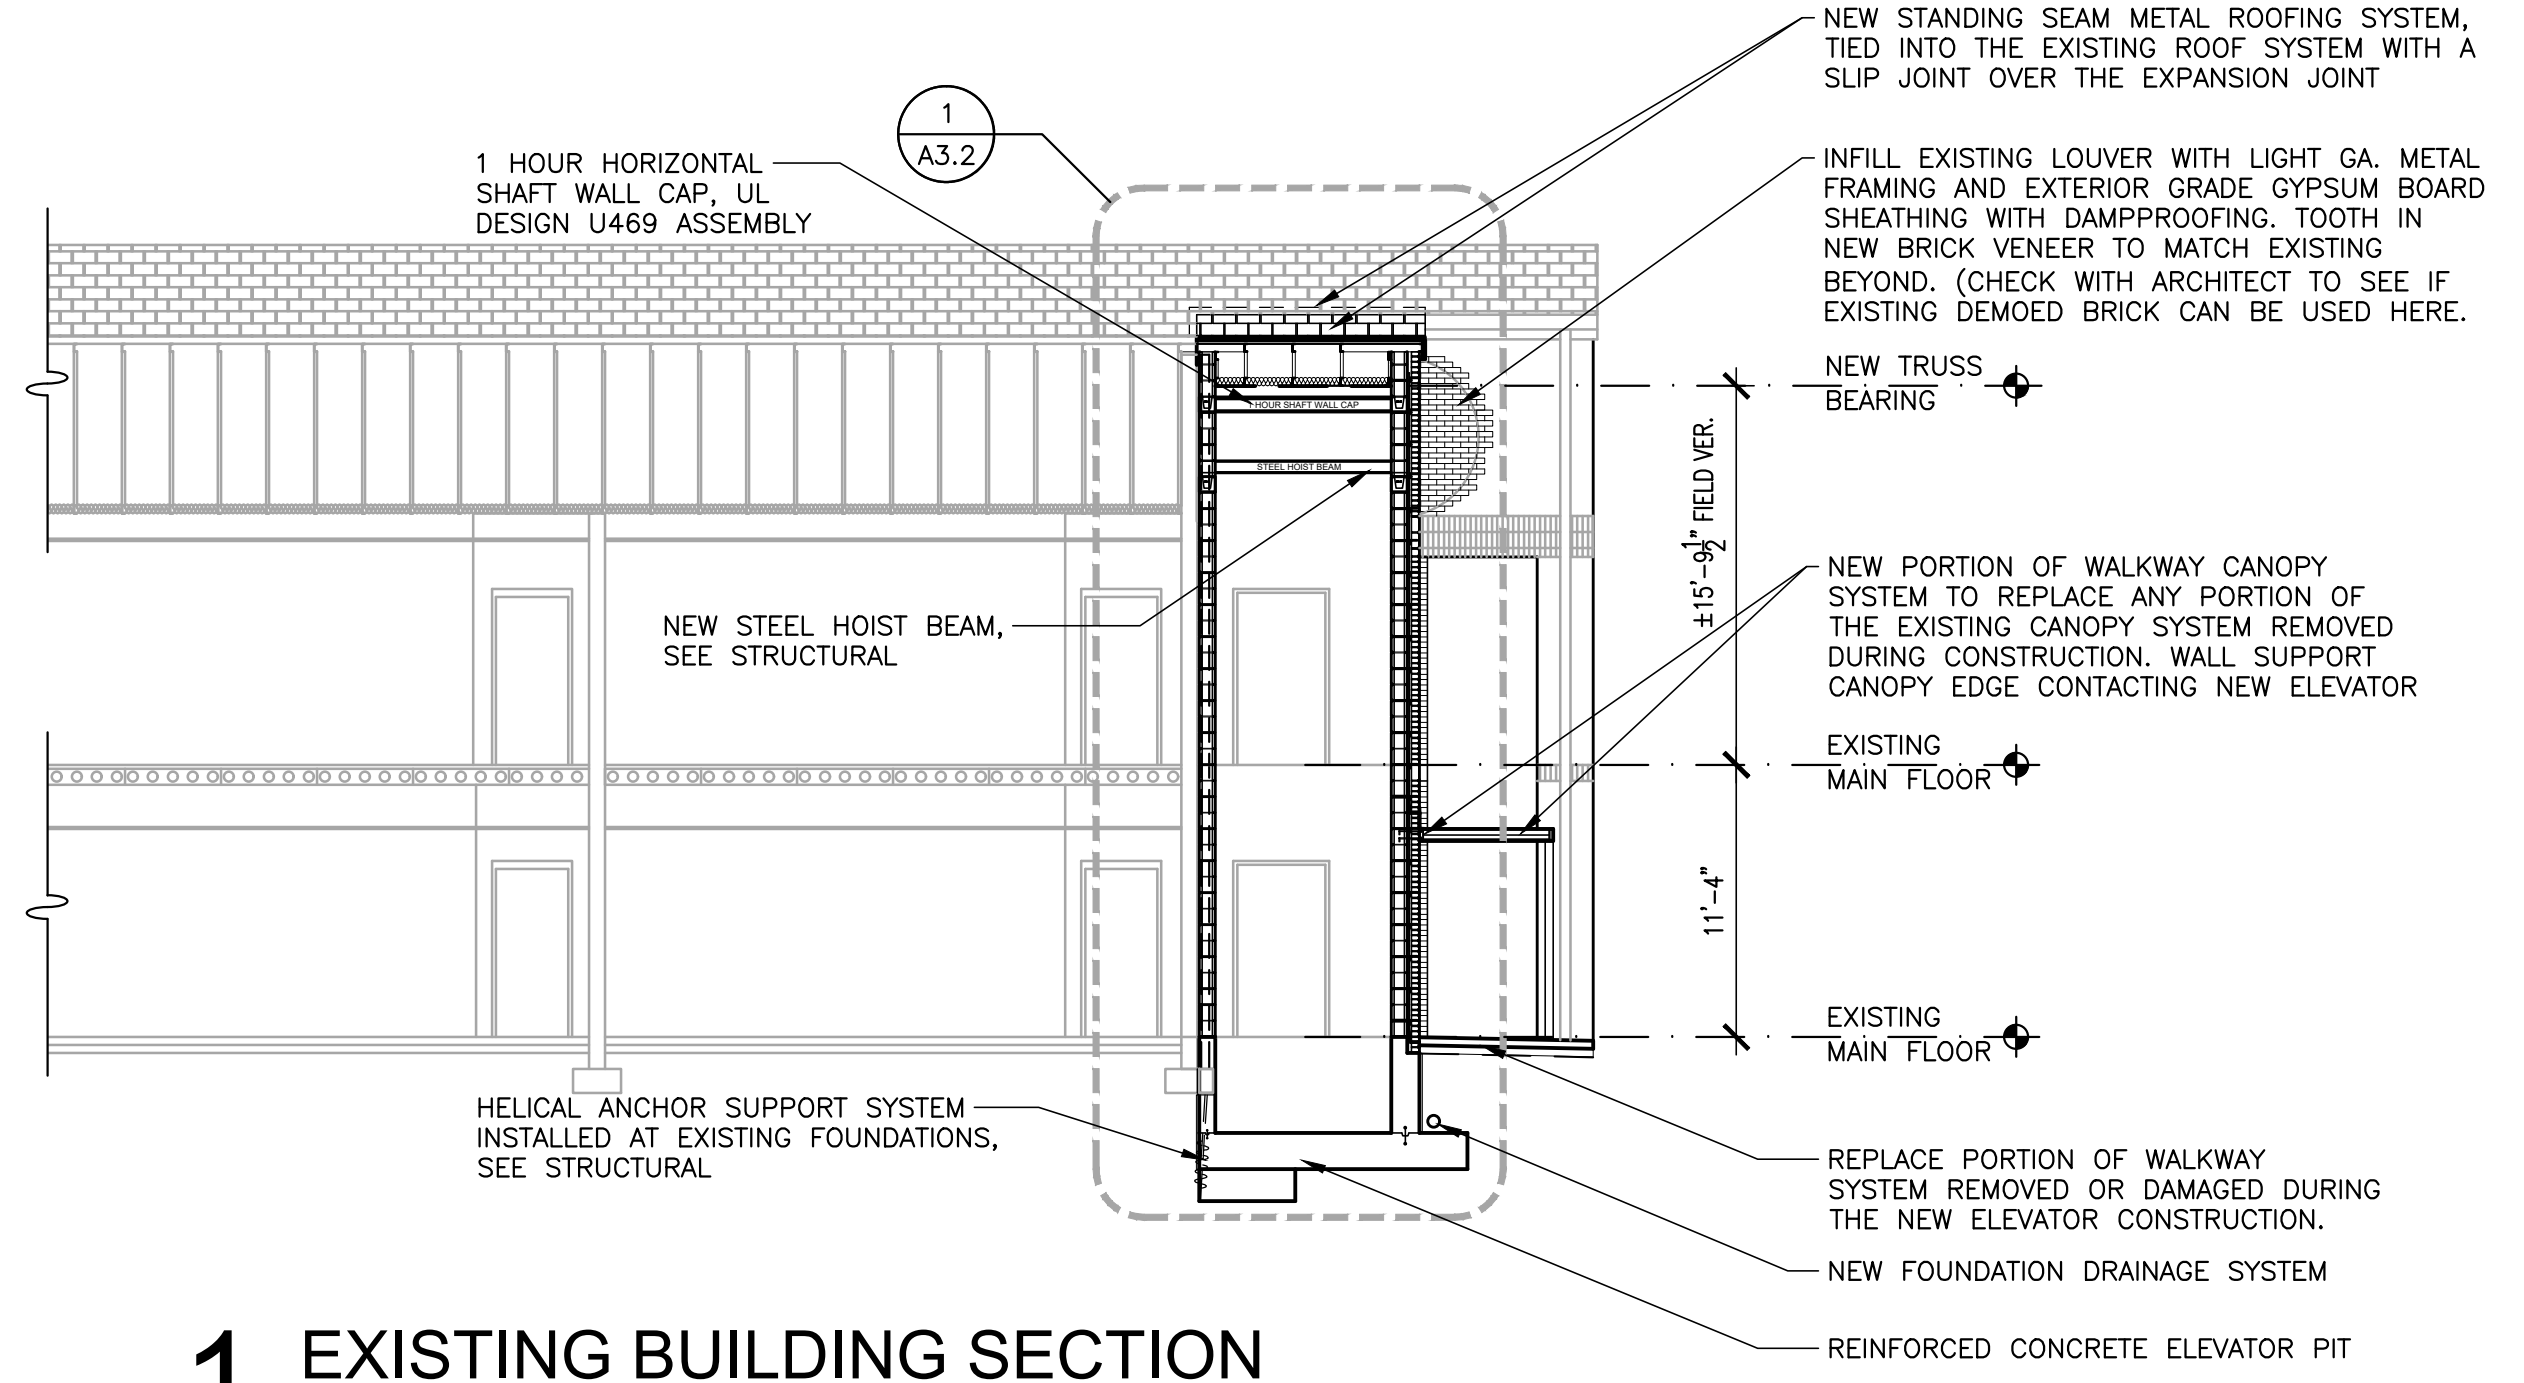 NEW STANDING SEAM METAL ROOFING SYSTEM,
TIED INTO THE EXISTING ROOF SYSTEM WITH A
SLIP JOINT OVER THE EXPANSION JOINT
1
A3.2
1 HOUR HORIZONTAL
SHAFT WALL CAP, UL
DESIGN U469 ASSEMBLY
INFILL EXISTING LOUVER WITH LIGHT GA. METAL
FRAMING AND EXTERIOR GRADE GYPSUM BOARD
SHEATHING WITH DAMPPROOFING. TOOTH IN
NEW BRICK VENEER TO MATCH EXISTING
BEYOND. (CHECK WITH ARCHITECT TO SEE IF
EXISTING DEMOED BRICK CAN BE USED HERE.
NEW TRUSS
BEARING
1 HOUR SHAFT WALL CAP
STEEL HOIST BEAM
±15'-9 1/2" FIELD VER.
NEW STEEL HOIST BEAM,
SEE STRUCTURAL
NEW PORTION OF WALKWAY CANOPY
SYSTEM TO REPLACE ANY PORTION OF
THE EXISTING CANOPY SYSTEM REMOVED
DURING CONSTRUCTION. WALL SUPPORT
CANOPY EDGE CONTACTING NEW ELEVATOR
EXISTING
MAIN FLOOR
11'-4"
EXISTING
MAIN FLOOR
HELICAL ANCHOR SUPPORT SYSTEM
INSTALLED AT EXISTING FOUNDATIONS,
SEE STRUCTURAL
REPLACE PORTION OF WALKWAY
SYSTEM REMOVED OR DAMAGED DURING
THE NEW ELEVATOR CONSTRUCTION.
NEW FOUNDATION DRAINAGE SYSTEM
REINFORCED CONCRETE ELEVATOR PIT
1 EXISTING BUILDING SECTION